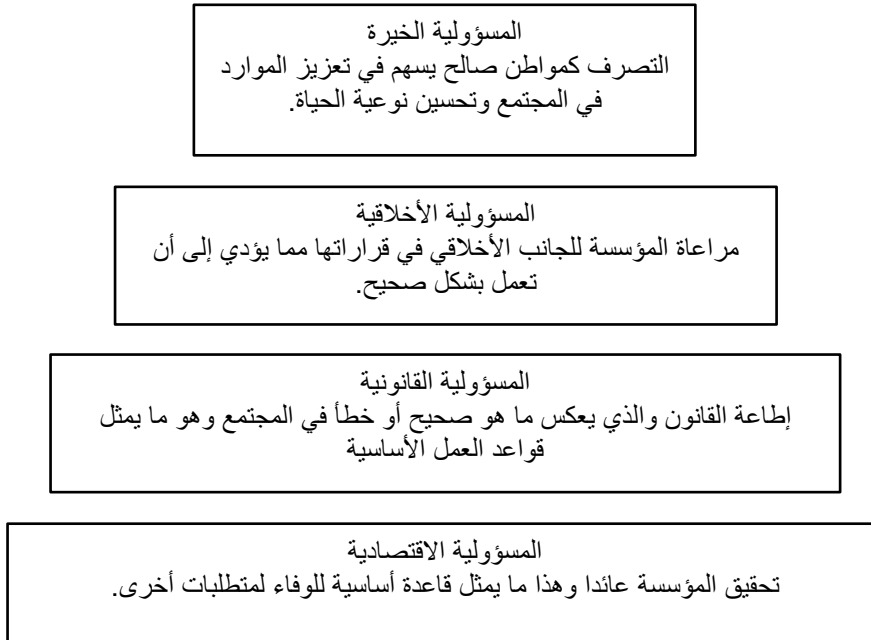 المسؤولية الخيرة
التصرف كمواطن صالح يسهم في تعزيز الموارد
في المجتمع وتحسين نوعية الحياة.
المسؤولية الأخلاقية
مراعاة المؤسسة للجانب الأخلاقي في قراراتها مما يؤدي إلى أن
تعمل بشكل صحيح.
المسؤولية القانونية
إطاعة القانون والذي يعكس ما هو صحيح أو خطأ في المجتمع وهو ما يمثل
قواعد العمل الأساسية
المسؤولية الاقتصادية
تحقيق المؤسسة عائدا وهذا ما يمثل قاعدة أساسية للوفاء لمتطلبات أخرى.